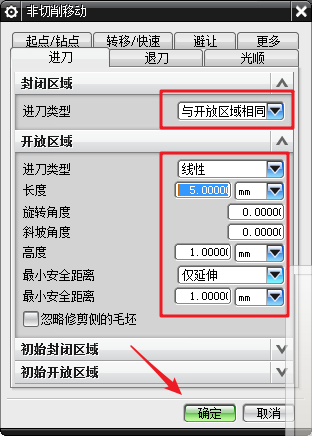 非切削移动
起点/钻点 转移/快速 避让 更多
进刀 退刀 光顺
封闭区域
进刀类型 与开放区域相同
开放区域
进刀类型 线性
长度 5.00000 mm
旋转角度 0.00000
斜坡角度 0.00000
高度 1.00000 mm
最小安全距离 仅延伸
最小安全距离 1.00000 mm
忽略修剪侧的毛坯
初始封闭区域
初始开放区域
确定 取消